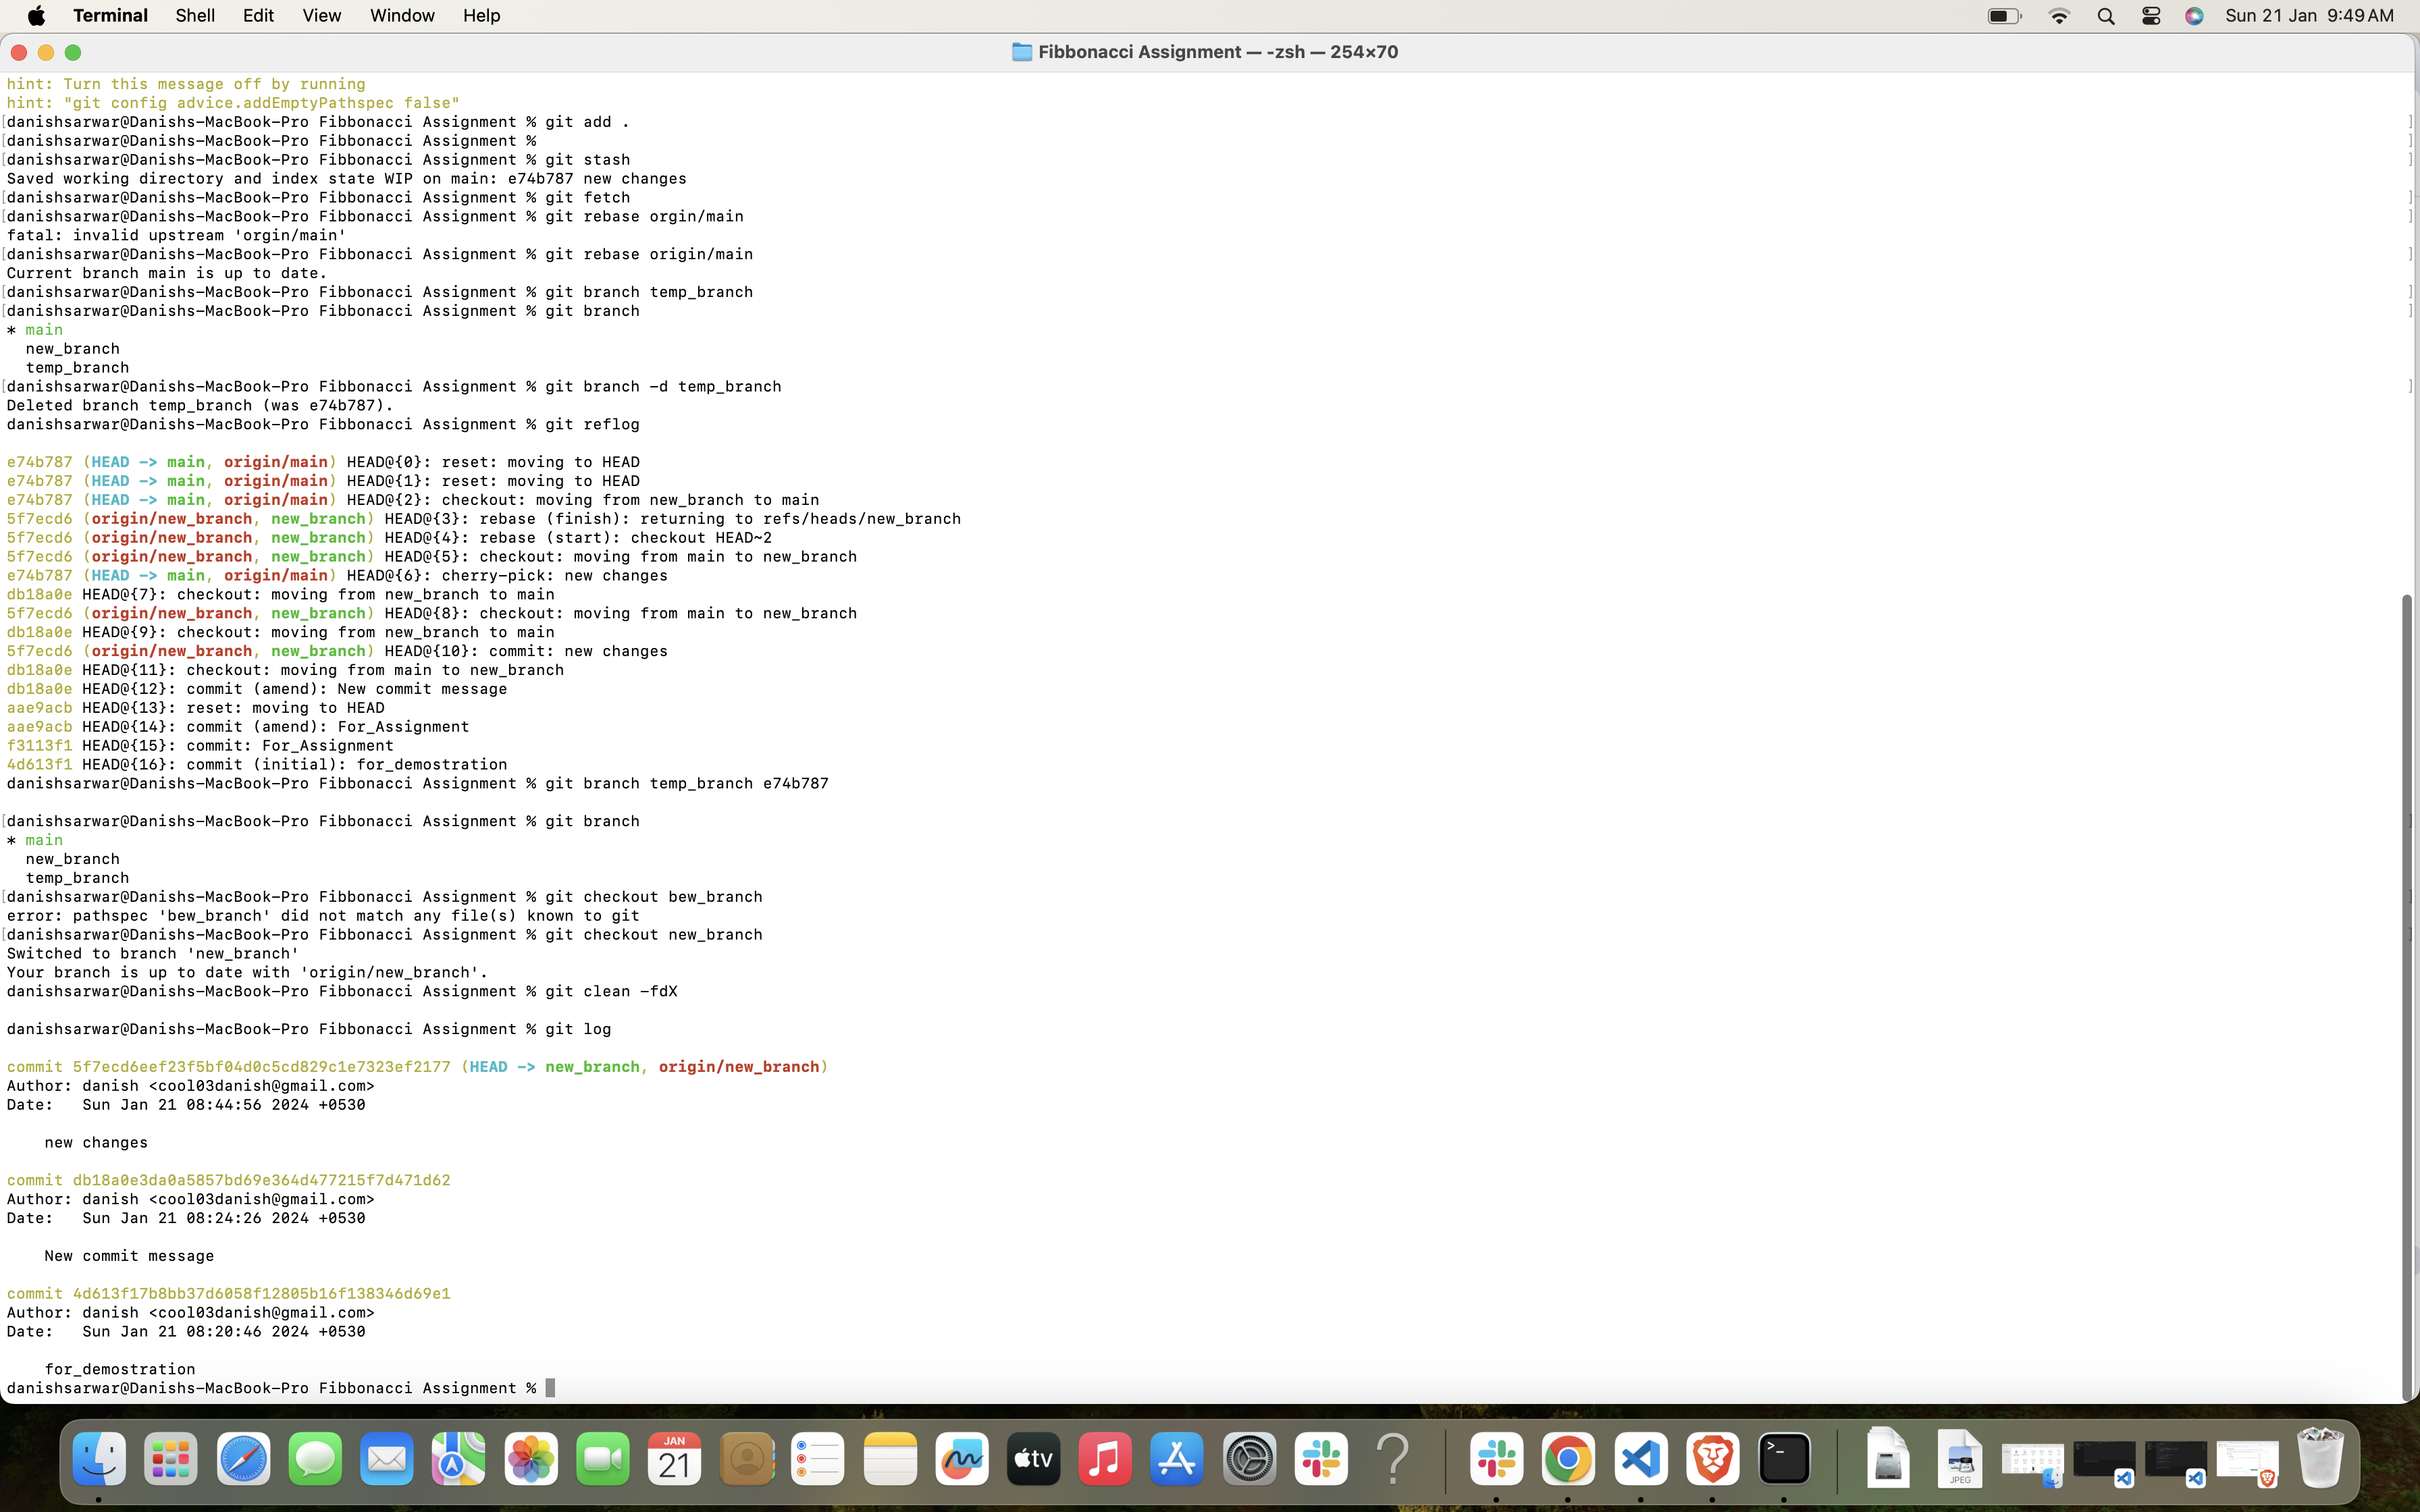 Terminal Shell Edit View Window Help Sun 21 Jan 9:49 AM
Fibbonacci Assignment — -zsh — 254×70
hint: Turn this message off by running
hint: "git config advice.addEmptyPathspec false"
[danishsarwar@Danishs-MacBook-Pro Fibbonacci Assignment % git add . ]
[danishsarwar@Danishs-MacBook-Pro Fibbonacci Assignment % ]
[danishsarwar@Danishs-MacBook-Pro Fibbonacci Assignment % git stash ]
Saved working directory and index state WIP on main: e74b787 new changes
[danishsarwar@Danishs-MacBook-Pro Fibbonacci Assignment % git fetch ]
[danishsarwar@Danishs-MacBook-Pro Fibbonacci Assignment % git rebase orgin/main ]
fatal: invalid upstream 'orgin/main'
[danishsarwar@Danishs-MacBook-Pro Fibbonacci Assignment % git rebase origin/main ]
Current branch main is up to date.
[danishsarwar@Danishs-MacBook-Pro Fibbonacci Assignment % git branch temp_branch ]
[danishsarwar@Danishs-MacBook-Pro Fibbonacci Assignment % git branch ]
* main
  new_branch
  temp_branch
[danishsarwar@Danishs-MacBook-Pro Fibbonacci Assignment % git branch -d temp_branch ]
Deleted branch temp_branch (was e74b787).
danishsarwar@Danishs-MacBook-Pro Fibbonacci Assignment % git reflog
e74b787 (HEAD -> main, origin/main) HEAD@{0}: reset: moving to HEAD
e74b787 (HEAD -> main, origin/main) HEAD@{1}: reset: moving to HEAD
e74b787 (HEAD -> main, origin/main) HEAD@{2}: checkout: moving from new_branch to main
5f7ecd6 (origin/new_branch, new_branch) HEAD@{3}: rebase (finish): returning to refs/heads/new_branch
5f7ecd6 (origin/new_branch, new_branch) HEAD@{4}: rebase (start): checkout HEAD~2
5f7ecd6 (origin/new_branch, new_branch) HEAD@{5}: checkout: moving from main to new_branch
e74b787 (HEAD -> main, origin/main) HEAD@{6}: cherry-pick: new changes
db18a0e HEAD@{7}: checkout: moving from new_branch to main
5f7ecd6 (origin/new_branch, new_branch) HEAD@{8}: checkout: moving from main to new_branch
db18a0e HEAD@{9}: checkout: moving from new_branch to main
5f7ecd6 (origin/new_branch, new_branch) HEAD@{10}: commit: new changes
db18a0e HEAD@{11}: checkout: moving from main to new_branch
db18a0e HEAD@{12}: commit (amend): New commit message
aae9acb HEAD@{13}: reset: moving to HEAD
aae9acb HEAD@{14}: commit (amend): For_Assignment
f3113f1 HEAD@{15}: commit: For_Assignment
4d613f1 HEAD@{16}: commit (initial): for_demostration
danishsarwar@Danishs-MacBook-Pro Fibbonacci Assignment % git branch temp_branch e74b787
[danishsarwar@Danishs-MacBook-Pro Fibbonacci Assignment % git branch ]
* main
  new_branch
  temp_branch
[danishsarwar@Danishs-MacBook-Pro Fibbonacci Assignment % git checkout bew_branch ]
error: pathspec 'bew_branch' did not match any file(s) known to git
[danishsarwar@Danishs-MacBook-Pro Fibbonacci Assignment % git checkout new_branch ]
Switched to branch 'new_branch'
Your branch is up to date with 'origin/new_branch'.
danishsarwar@Danishs-MacBook-Pro Fibbonacci Assignment % git clean -fdX
danishsarwar@Danishs-MacBook-Pro Fibbonacci Assignment % git log
commit 5f7ecd6eef23f5bf04d0c5cd829c1e7323ef2177 (HEAD -> new_branch, origin/new_branch)
Author: danish <cool03danish@gmail.com>
Date:   Sun Jan 21 08:44:56 2024 +0530
    new changes
commit db18a0e3da0a5857bd69e364d477215f7d471d62
Author: danish <cool03danish@gmail.com>
Date:   Sun Jan 21 08:24:26 2024 +0530
    New commit message
commit 4d613f17b8bb37d6058f12805b16f138346d69e1
Author: danish <cool03danish@gmail.com>
Date:   Sun Jan 21 08:20:46 2024 +0530
    for_demostration
danishsarwar@Danishs-MacBook-Pro Fibbonacci Assignment %
JAN
21
tv
JPEG